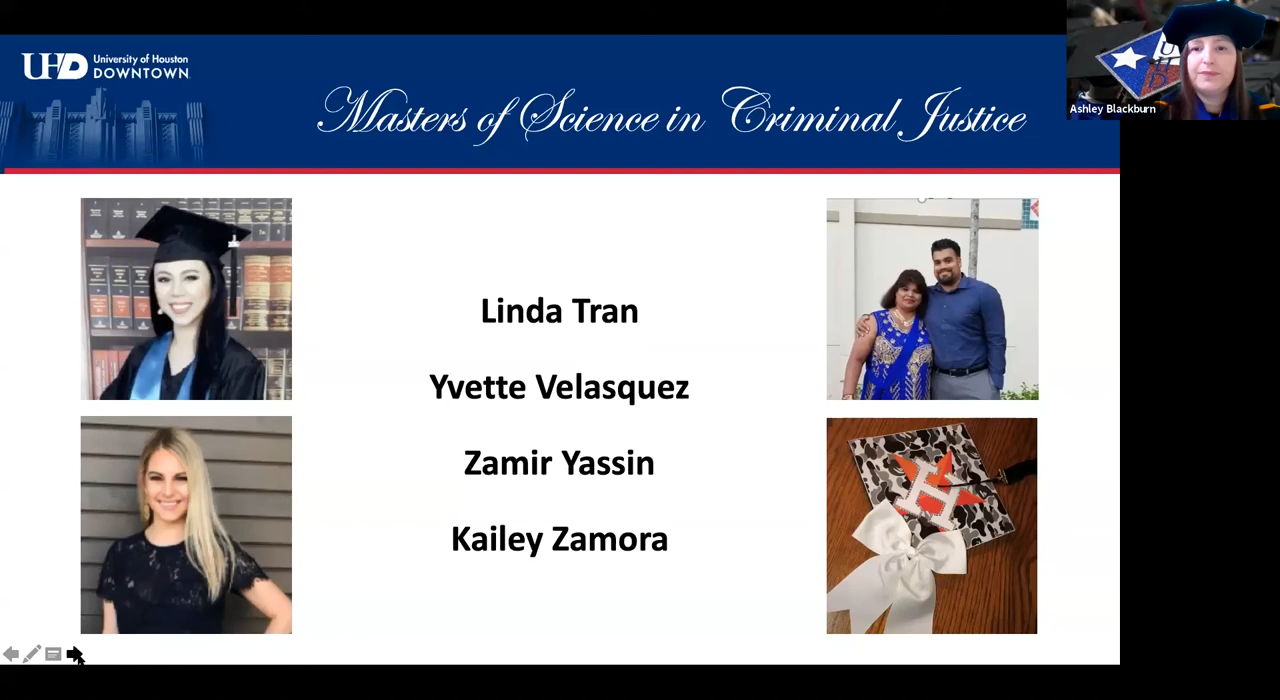 UHD University of Houston
DOWNTOWN
Masters of Science in Criminal Justice
Ashley Blackburn
Linda Tran
Yvette Velasquez
Zamir Yassin
Kailey Zamora
H